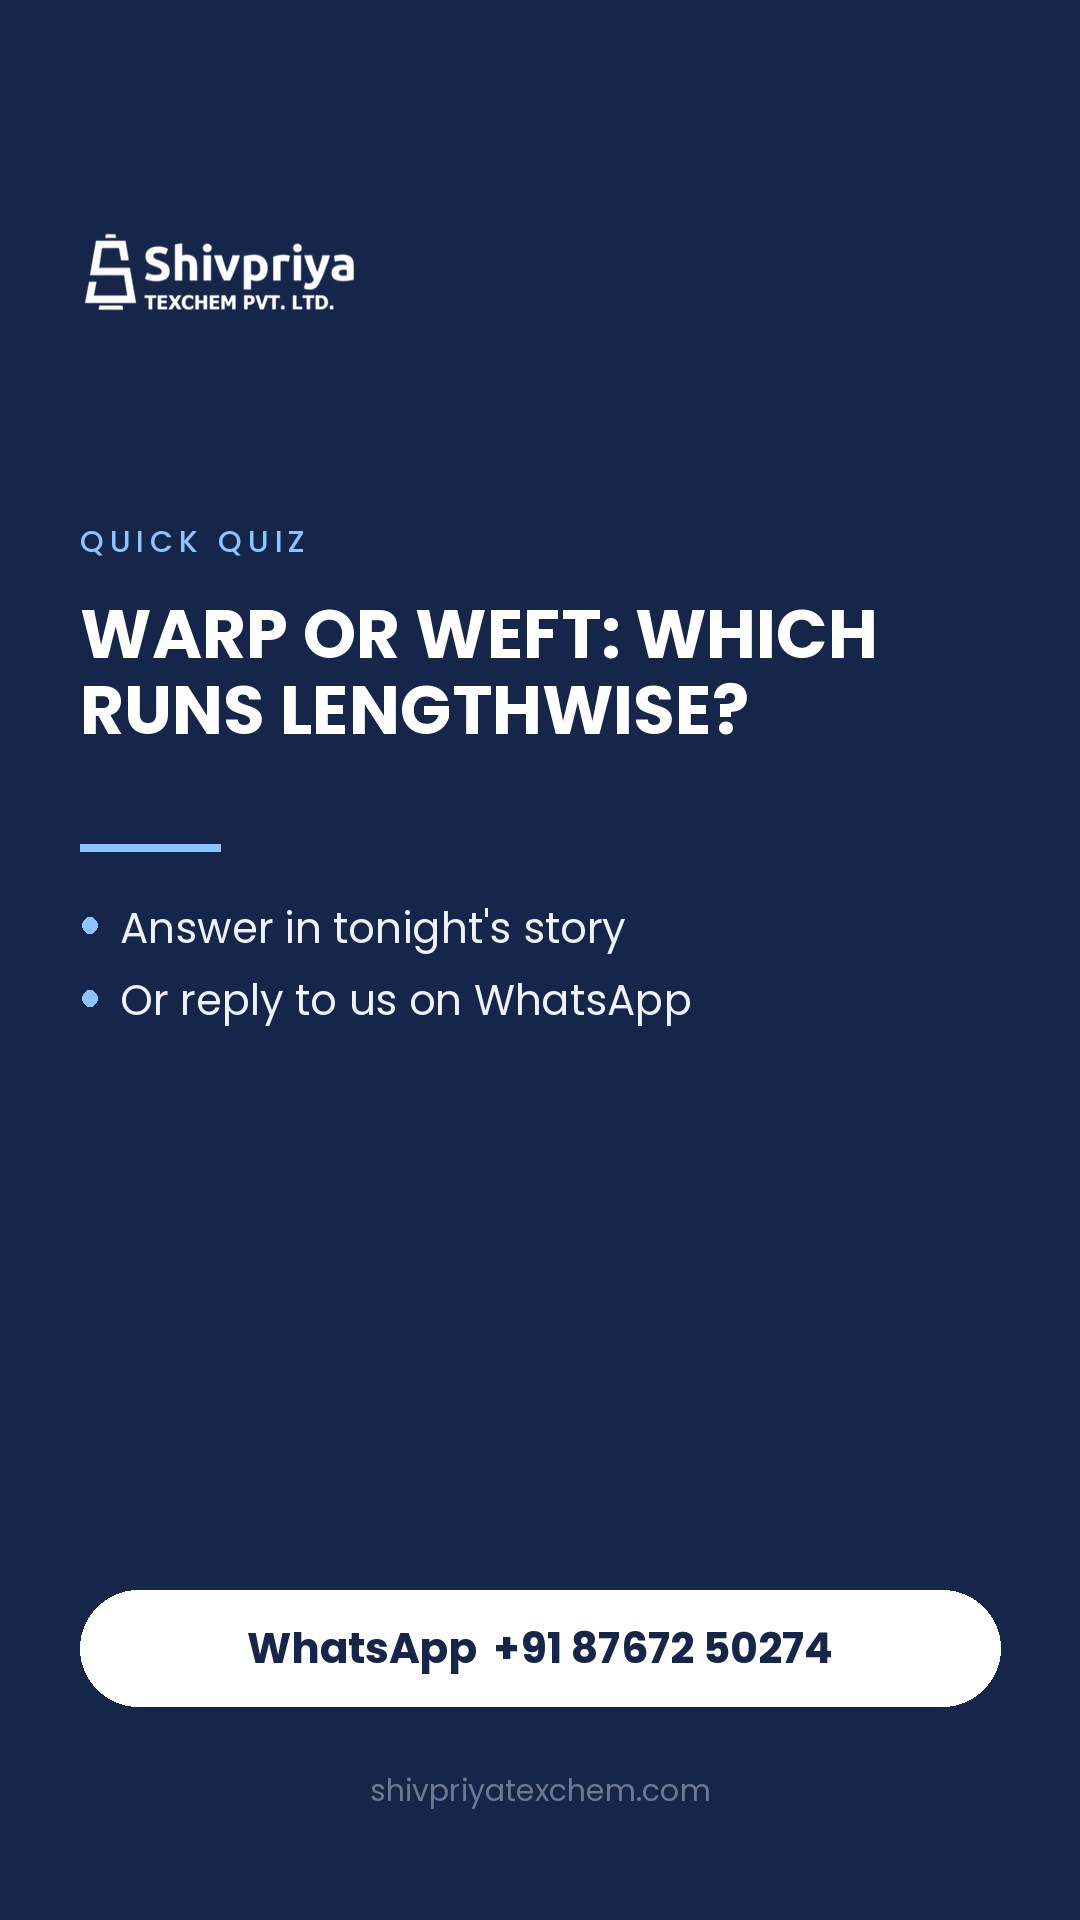 Shivpriya
TEXCHEM PVT. LTD.
QUICK QUIZ
WARP OR WEFT: WHICH
RUNS LENGTHWISE?
Answer in tonight's story
Or reply to us on WhatsApp
WhatsApp +91 87672 50274
shivpriyatexchem.com